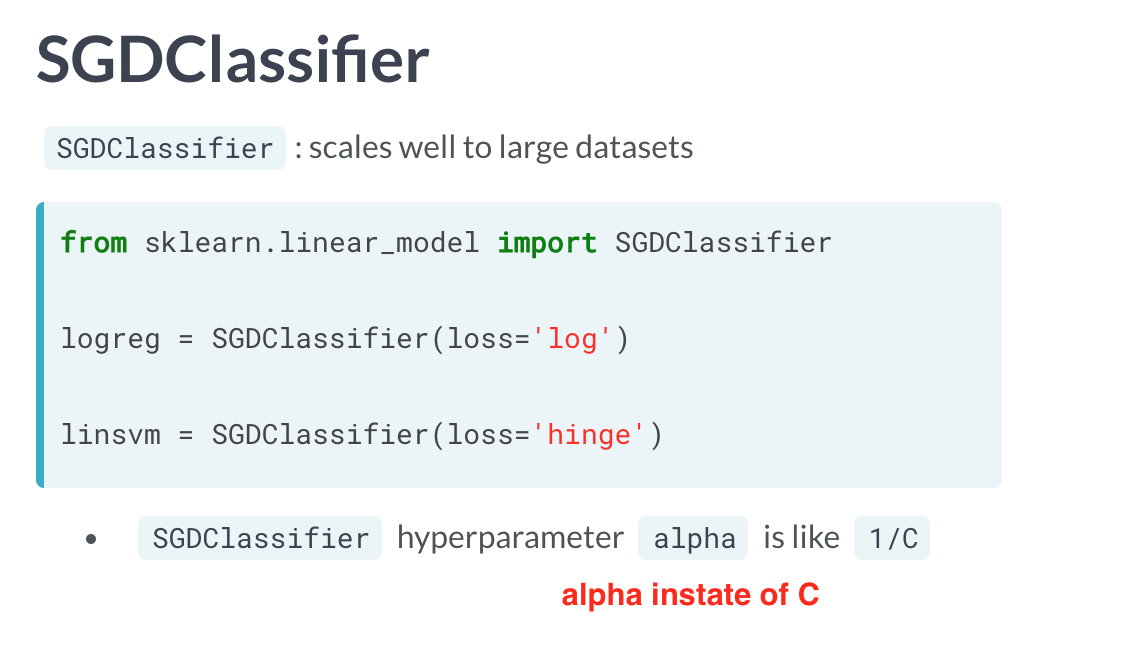 SGDClassifier
SGDClassifier : scales well to large datasets
from sklearn.linear_model import SGDClassifier
logreg = SGDClassifier(loss='log')
linsvm = SGDClassifier(loss='hinge')
• SGDClassifier hyperparameter alpha is like 1/C
alpha instate of C